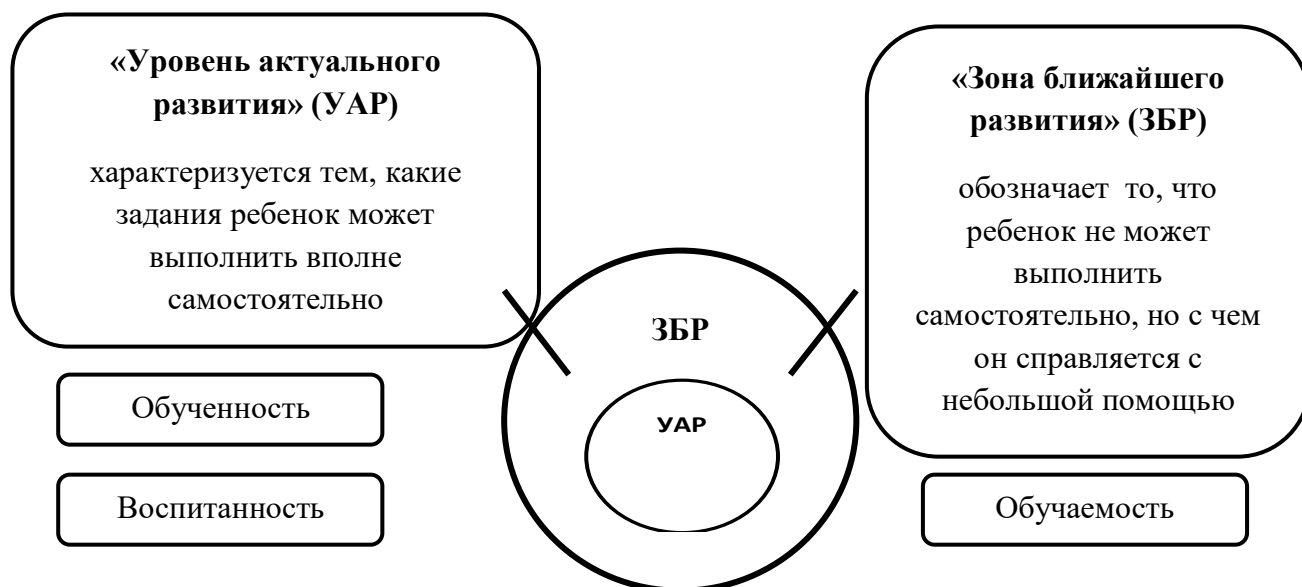 «Уровень актуального
развития» (УАР)
характеризуется тем, какие
задания ребенок может
выполнить вполне
самостоятельно
Обученность
Воспитанность
ЗБР
УАР
«Зона ближайшего
развития» (ЗБР)
обозначает то, что
ребенок не может
выполнить
самостоятельно, но с чем
он справляется с
небольшой помощью
Обучаемость